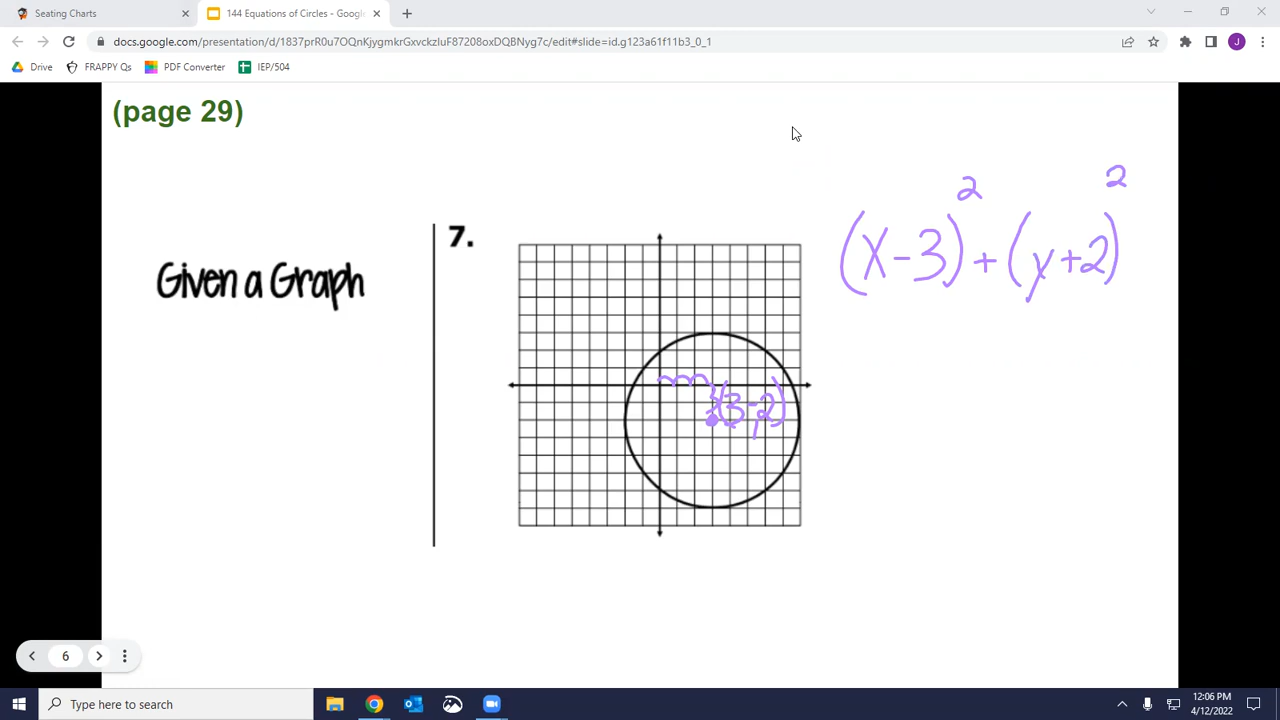 Seating Charts
144 Equations of Circles - Google
docs.google.com/presentation/d/1837prR0u7OQnKjygmkrGxvckzluF87208oxDQBNyg7c/edit#slide=id.g123a61f11b3_0_1
J
Drive FRAPPY Qs PDF Converter IEP/504
(page 29)
Given a Graph
7.
(x-3)² + (y+2)²
(3,-2)
6
Type here to search
12:06 PM
4/12/2022